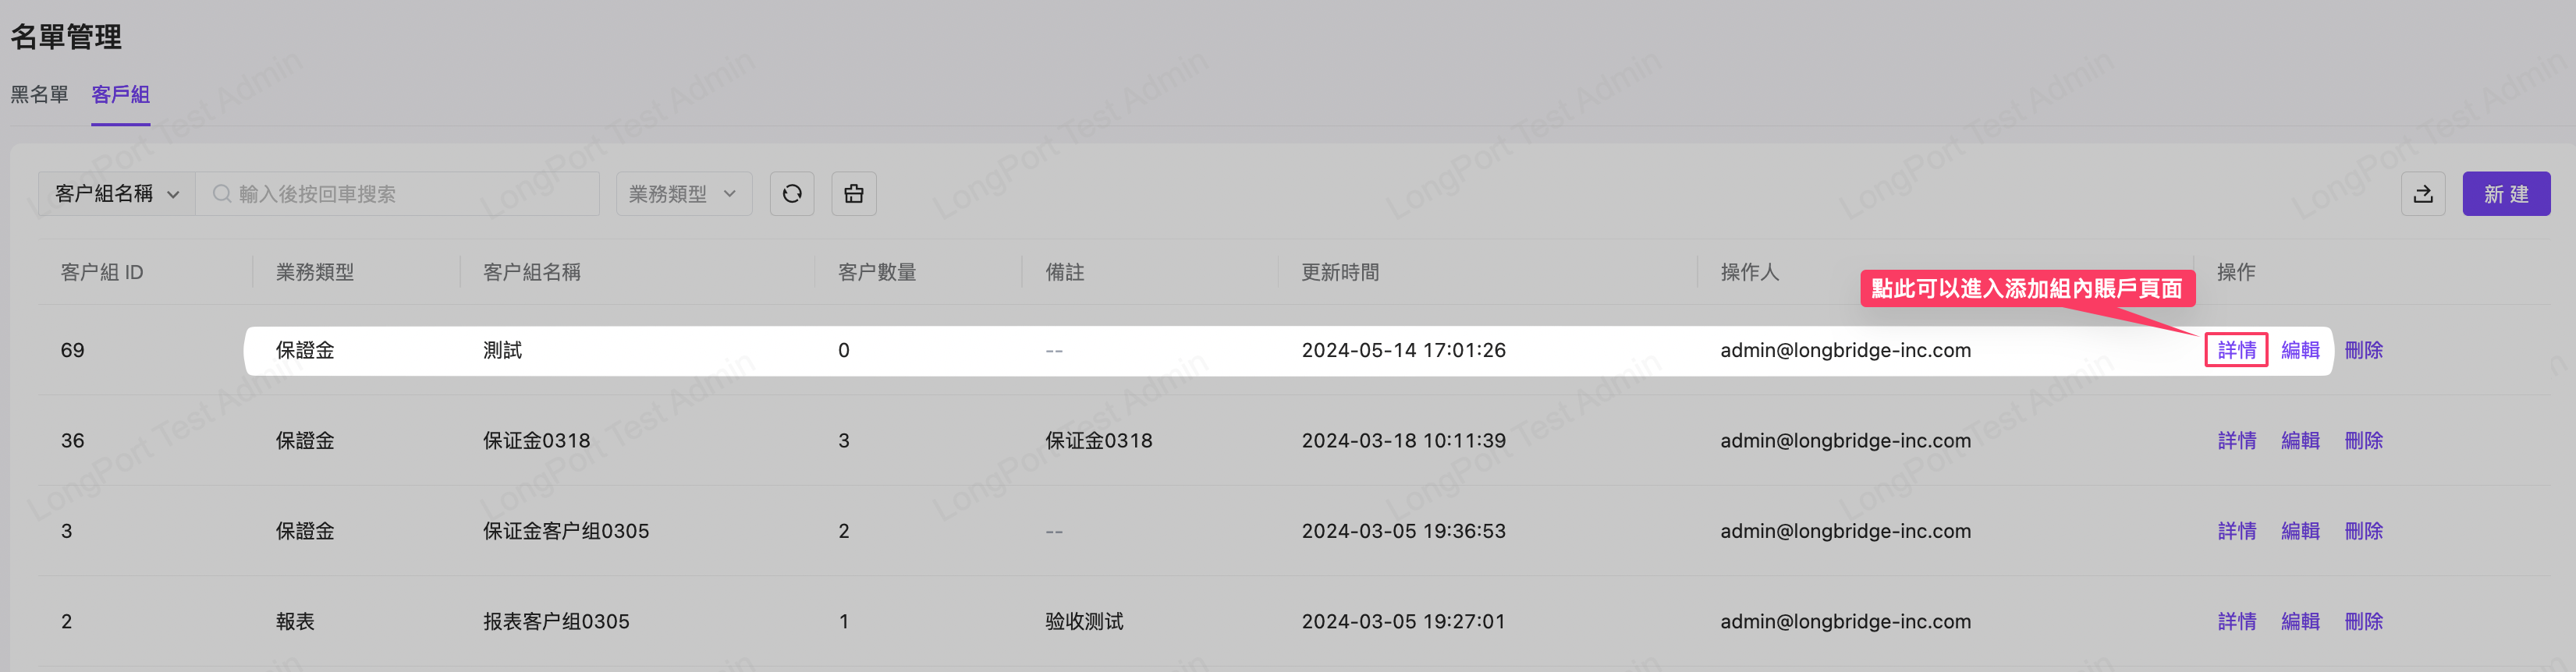 名單管理
黑名單 客戶組
客户組名稱 輸入後按回車搜索 業務類型 新 建
客户組 ID 業務類型 客户組名稱 客户數量 備註 更新時間 操作人 操作
點此可以進入添加組內賬戶頁面
69 保證金 測試 0 -- 2024-05-14 17:01:26 admin@longbridge-inc.com 詳情 編輯 刪除
36 保證金 保证金0318 3 保证金0318 2024-03-18 10:11:39 admin@longbridge-inc.com 詳情 編輯 刪除
3 保證金 保证金客户组0305 2 -- 2024-03-05 19:36:53 admin@longbridge-inc.com 詳情 編輯 刪除
2 報表 报表客户组0305 1 验收测试 2024-03-05 19:27:01 admin@longbridge-inc.com 詳情 編輯 刪除
LongPort Test Admin